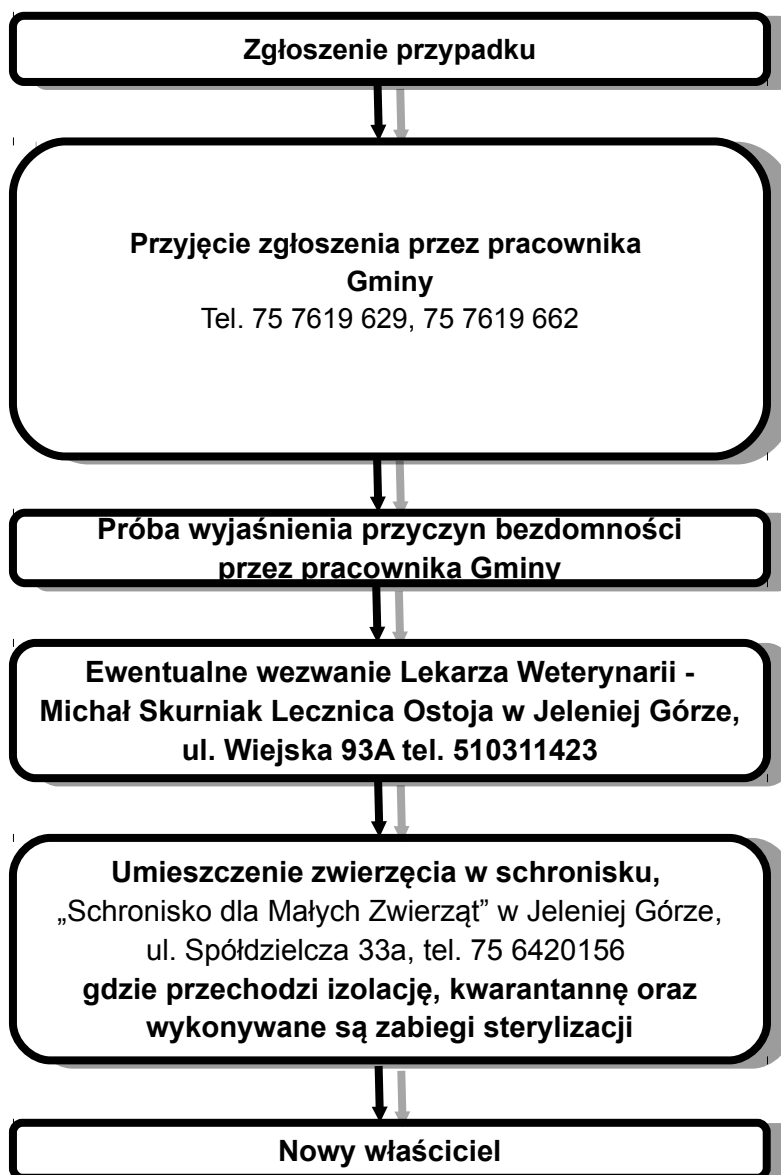 Zgłoszenie przypadku
Przyjęcie zgłoszenia przez pracownika
Gminy
Tel. 75 7619 629, 75 7619 662
Próba wyjaśnienia przyczyn bezdomności
przez pracownika Gminy
Ewentualne wezwanie Lekarza Weterynarii -
Michał Skurniak Lecznica Ostoja w Jeleniej Górze,
ul. Wiejska 93A tel. 510311423
Umieszczenie zwierzęcia w schronisku,
„Schronisko dla Małych Zwierząt” w Jeleniej Górze,
ul. Spółdzielcza 33a, tel. 75 6420156
gdzie przechodzi izolację, kwarantannę oraz
wykonywane są zabiegi sterylizacji
Nowy właściciel